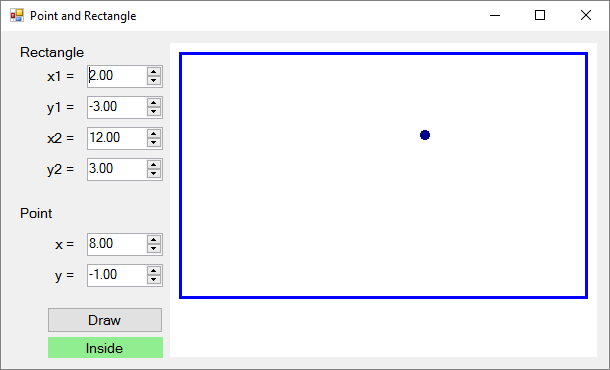 Point and Rectangle
Rectangle
x1 = 2.00
y1 = -3.00
x2 = 12.00
y2 = 3.00
Point
x = 8.00
y = -1.00
Draw
Inside